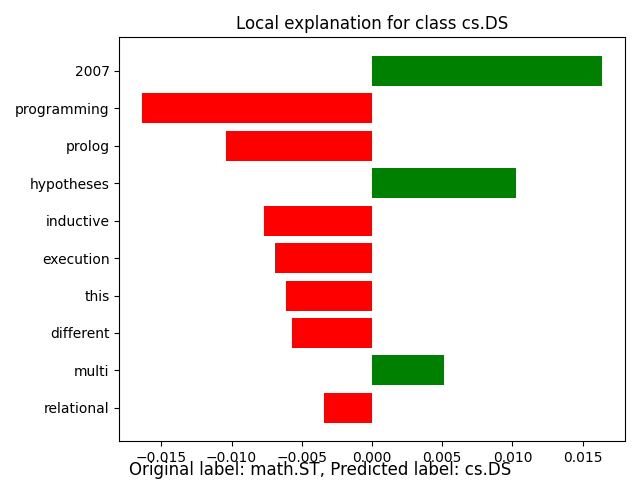 Local explanation for class cs.DS
2007
programming
prolog
hypotheses
inductive
execution
this
different
multi
relational
−0.015 −0.010 −0.005 0.000 0.005 0.010 0.015
Original label: math.ST, Predicted label: cs.DS